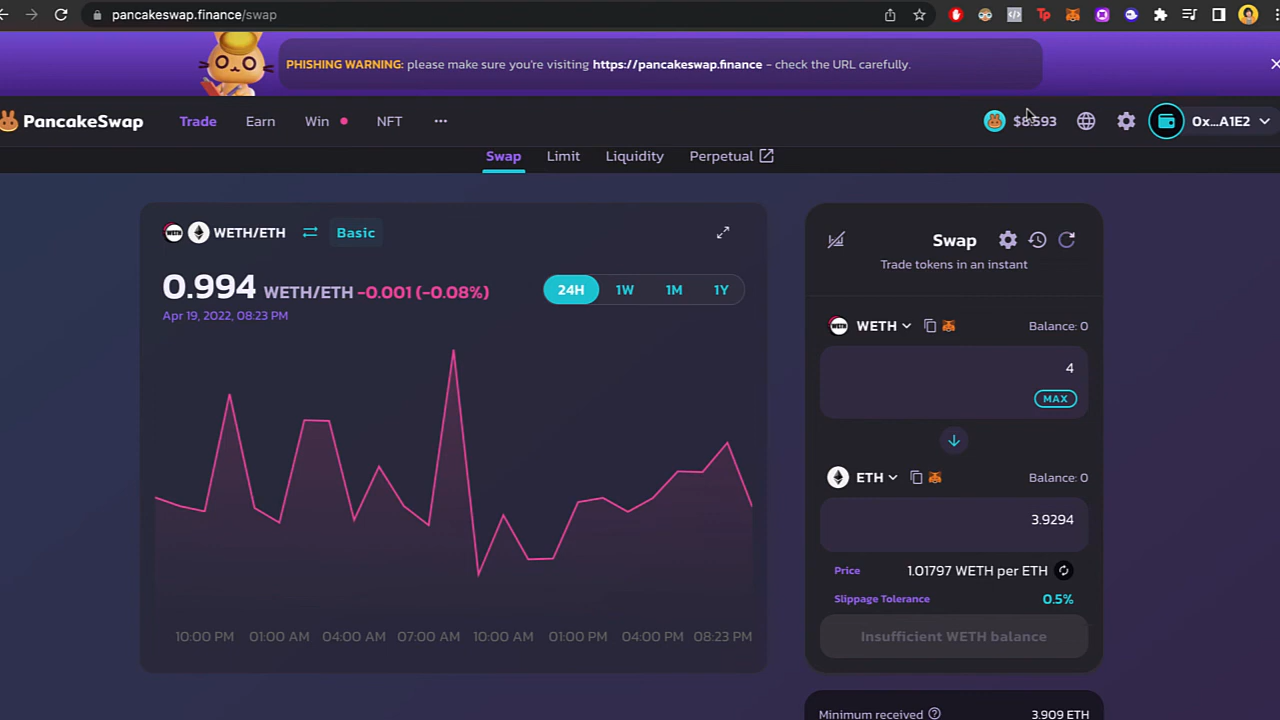 pancakeswap.finance/swap
PHISHING WARNING: please make sure you're visiting https://pancakeswap.finance - check the URL carefully.
PancakeSwap Trade Earn Win NFT 0x...A1E2
Swap Limit Liquidity Perpetual
WETH/ETH Basic
0.994 WETH/ETH -0.001 (-0.08%)
24H 1W 1M 1Y
Apr 19, 2022, 08:23 PM
10:00 PM 01:00 AM 04:00 AM 07:00 AM 10:00 AM 01:00 PM 04:00 PM 08:23 PM
Swap
Trade tokens in an instant
WETH Balance: 0
4
MAX
ETH Balance: 0
3.9294
Price 1.01797 WETH per ETH
Slippage Tolerance 0.5%
Insufficient WETH balance
Minimum received 3.909 ETH